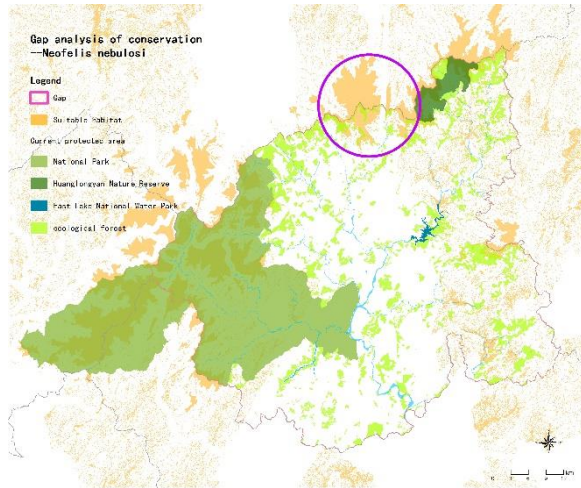 Gap analysis of conservation
--Neofelis nebulosi
Legend
Gap
Suitable Habitat
Current protected area
National Park
Huanglongyan Nature Reserve
East Lake National Water Park
ecological forest
km